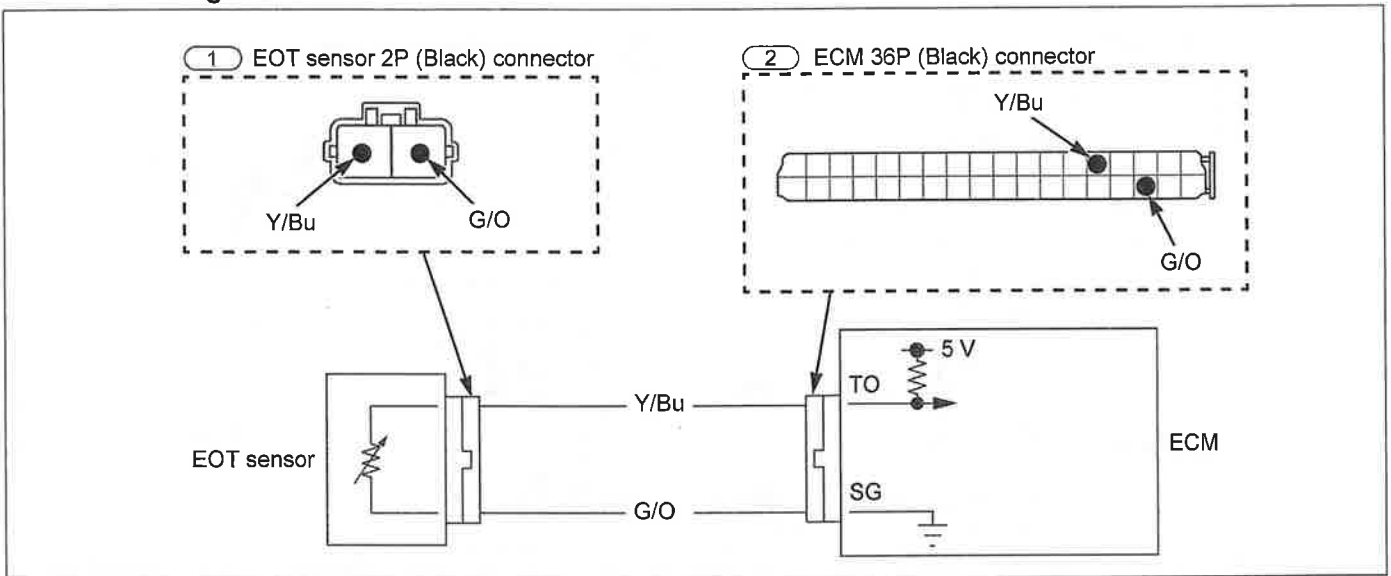 1 EOT sensor 2P (Black) connector
Y/Bu
G/O
2 ECM 36P (Black) connector
Y/Bu
G/O
EOT sensor
Y/Bu
G/O
TO
5 V
SG
ECM